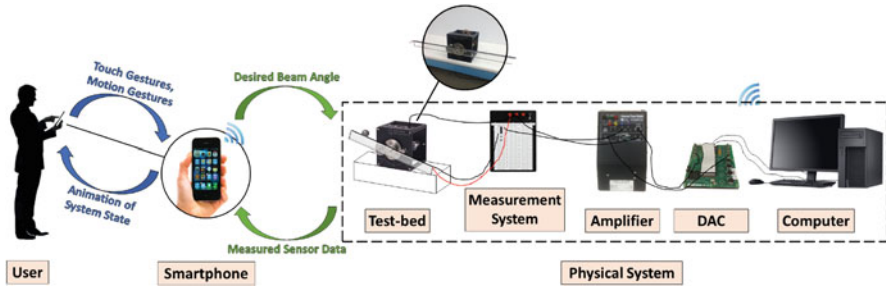 Touch Gestures,
Motion Gestures
Desired Beam Angle
Animation of
System State
Measured Sensor Data
Test-bed
Measurement
System
Amplifier
DAC
Computer
User
Smartphone
Physical System